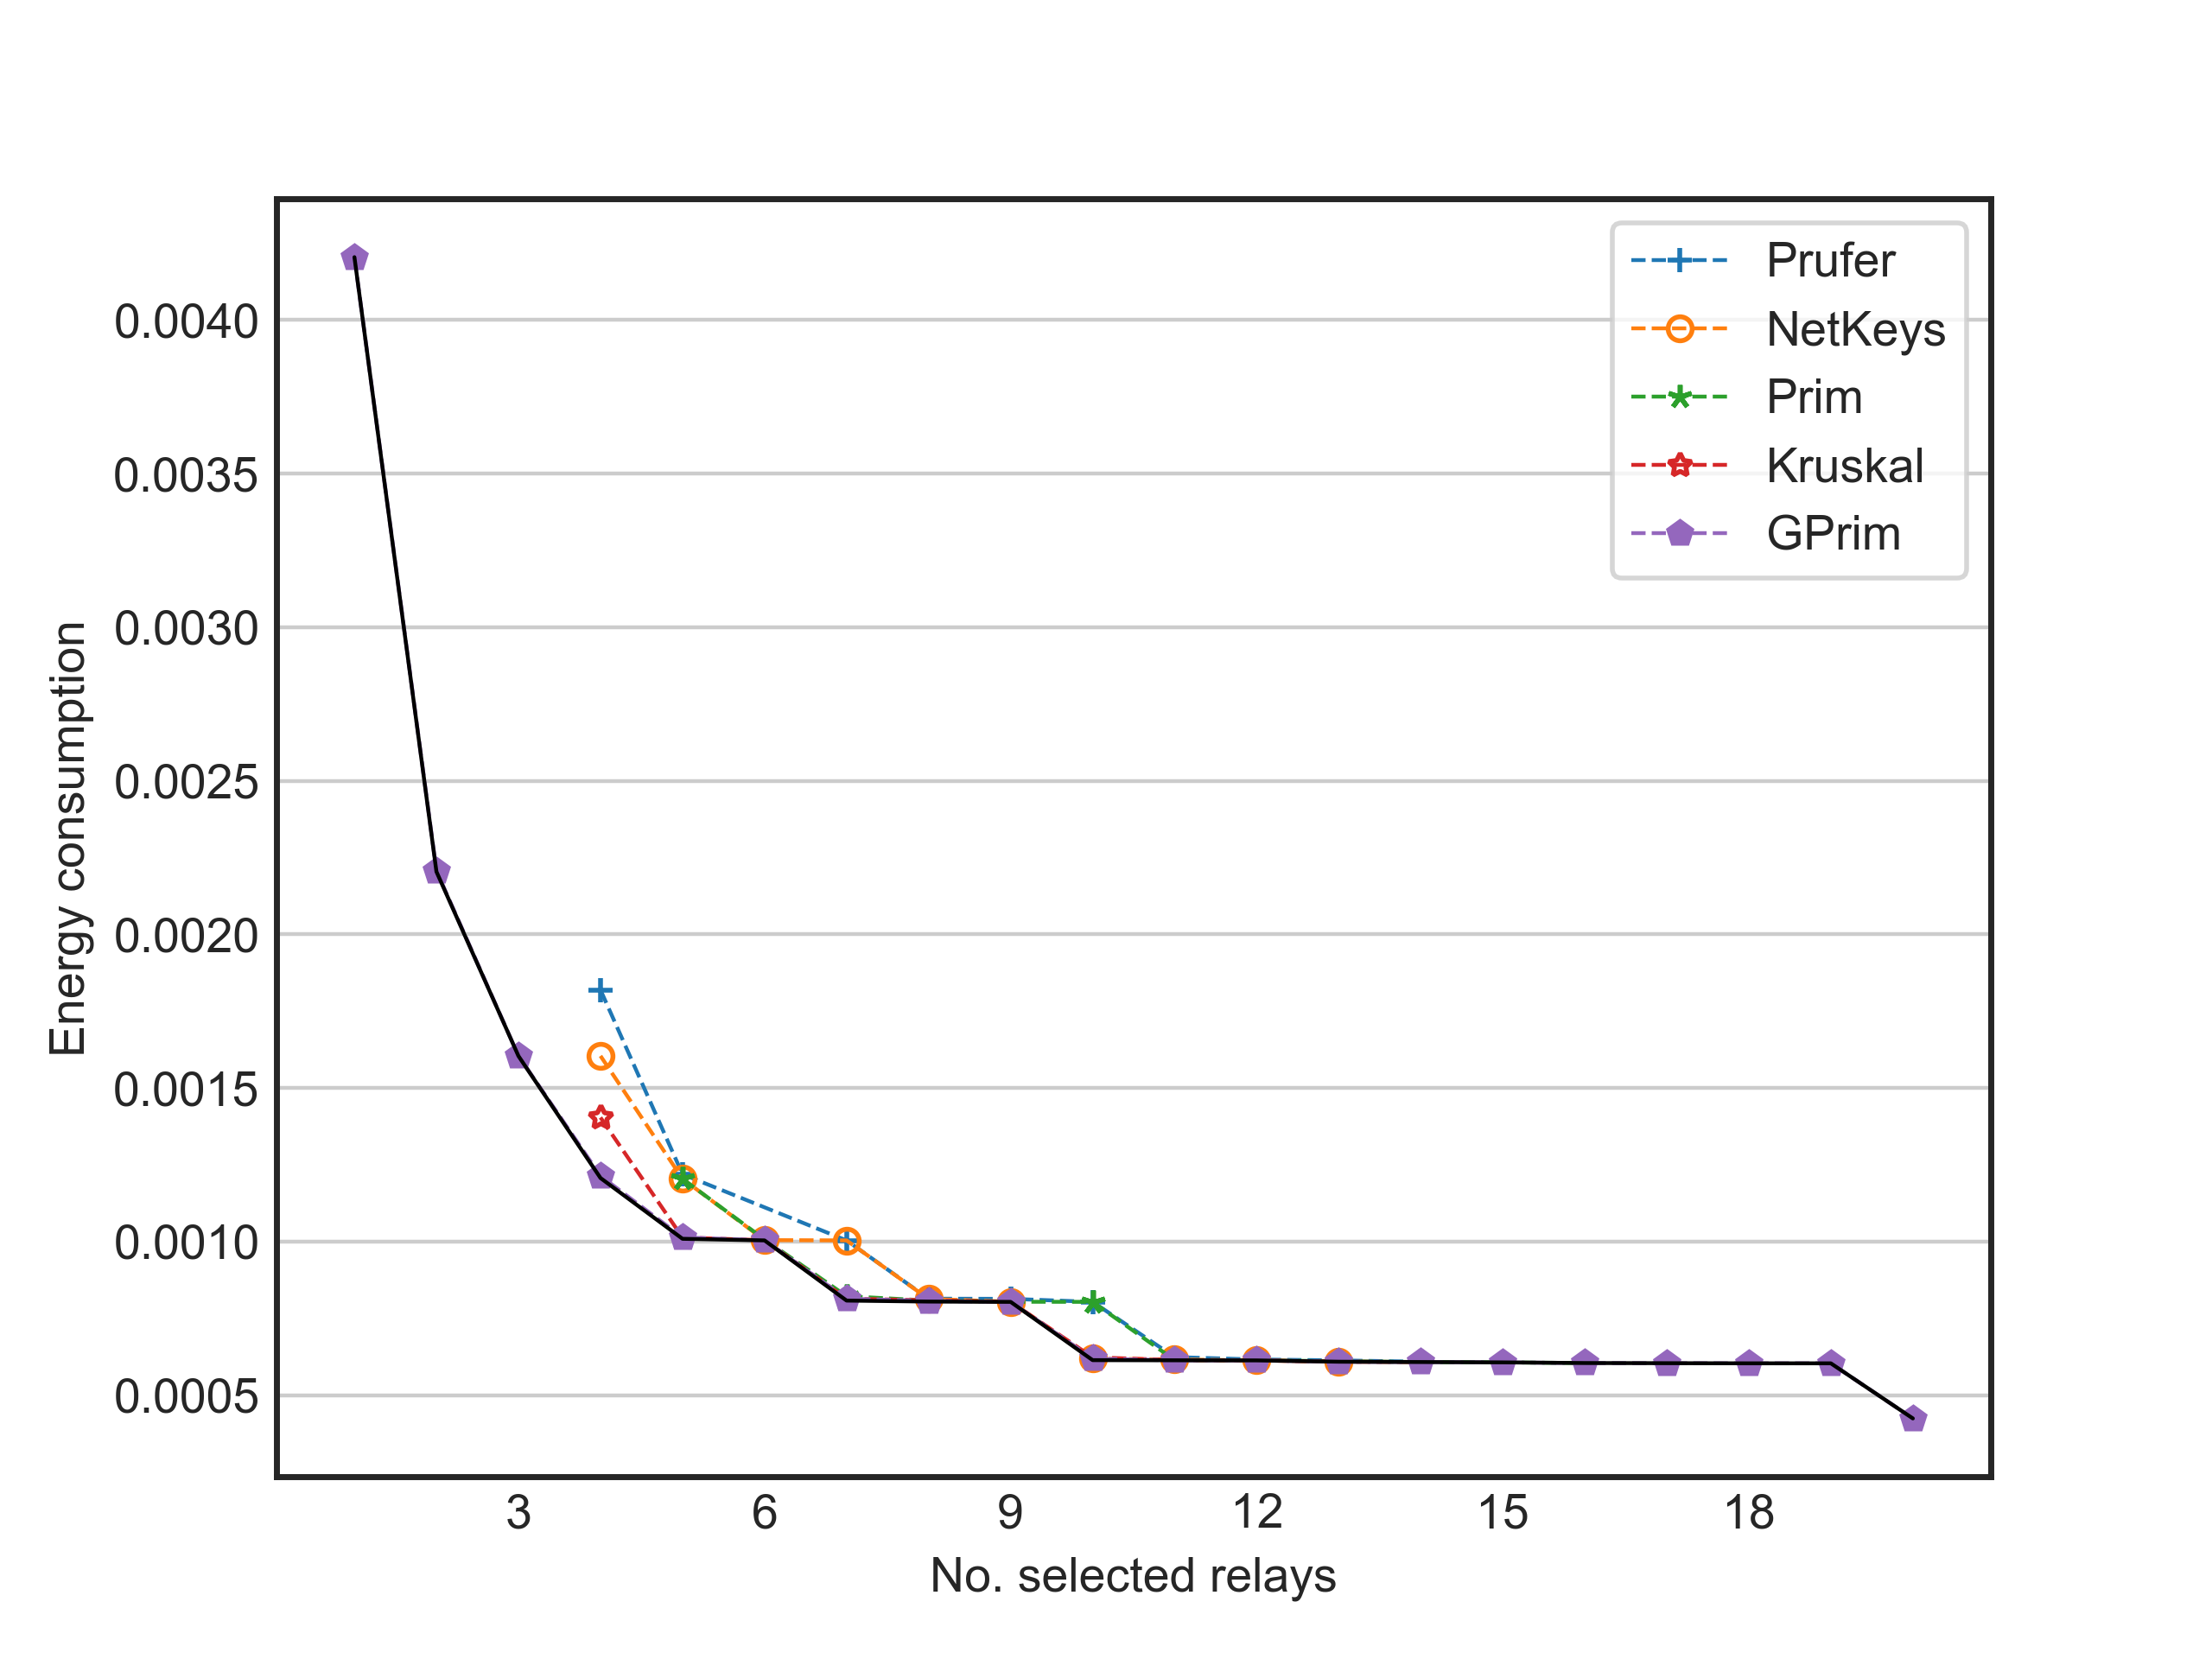 Prufer
NetKeys
Prim
Kruskal
GPrim
0.0040
0.0035
0.0030
0.0025
0.0020
0.0015
0.0010
0.0005
Energy consumption
3 6 9 12 15 18
No. selected relays